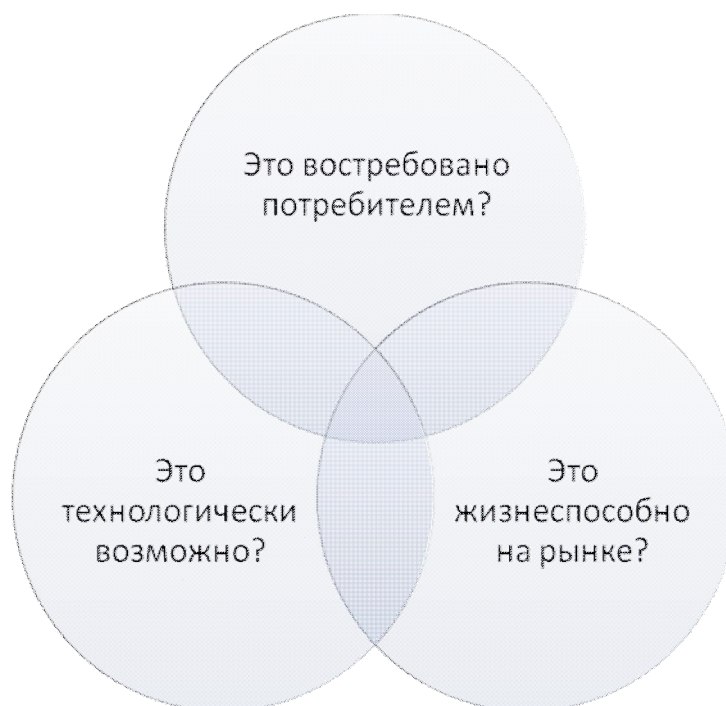 Это востребовано
потребителем?
Это
технологически
возможно?
Это
жизнеспособно
на рынке?